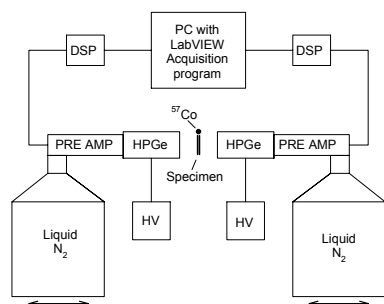 PC with
LabVIEW
Acquisition
program
DSP
DSP
⁵⁷Co
PRE AMP
HPGe
HPGe
PRE AMP
Specimen
HV
HV
Liquid
N₂
Liquid
N₂